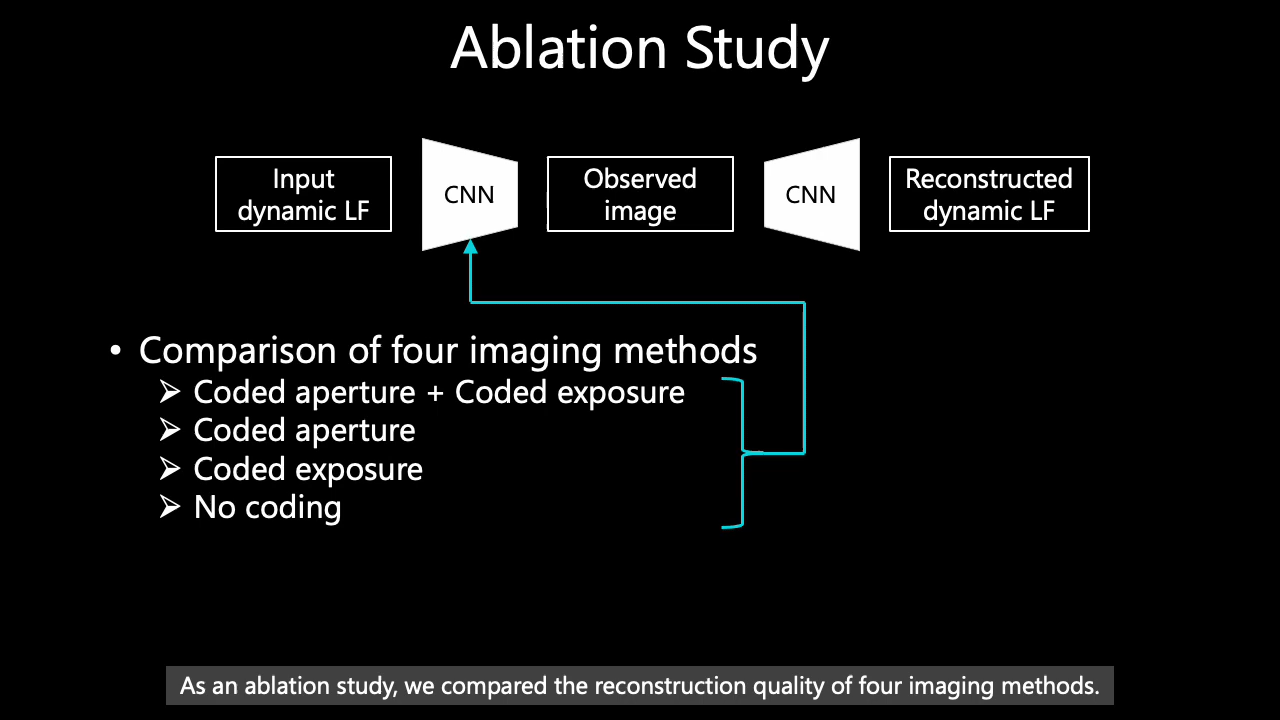 Ablation Study
Input
dynamic LF
CNN
Observed
image
CNN
Reconstructed
dynamic LF
• Comparison of four imaging methods
➢ Coded aperture + Coded exposure
➢ Coded aperture
➢ Coded exposure
➢ No coding
As an ablation study, we compared the reconstruction quality of four imaging methods.